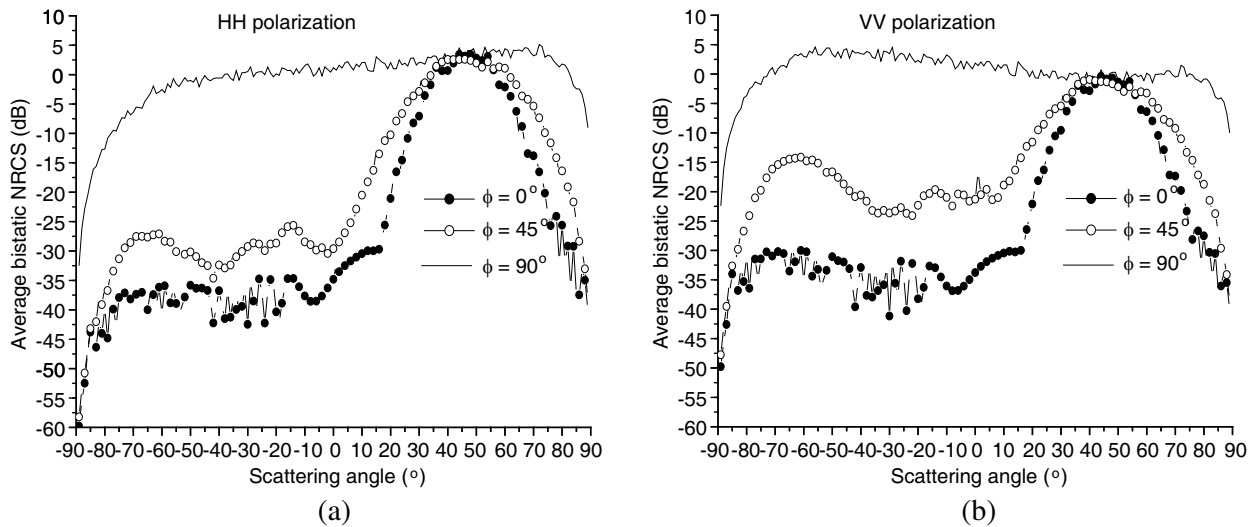 HH polarization
Average bistatic NRCS (dB)
10
5
0
-5
-10
-15
-20
-25
-30
-35
-40
-45
-50
-55
-60
ϕ = 0°
ϕ = 45°
ϕ = 90°
-90 -80 -70 -60 -50 -40 -30 -20 -10 0 10 20 30 40 50 60 70 80 90
Scattering angle (°)
(a)
VV polarization
Average bistatic NRCS (dB)
10
5
0
-5
-10
-15
-20
-25
-30
-35
-40
-45
-50
-55
-60
ϕ = 0°
ϕ = 45°
ϕ = 90°
-90 -80 -70 -60 -50 -40 -30 -20 -10 0 10 20 30 40 50 60 70 80 90
Scattering angle (°)
(b)